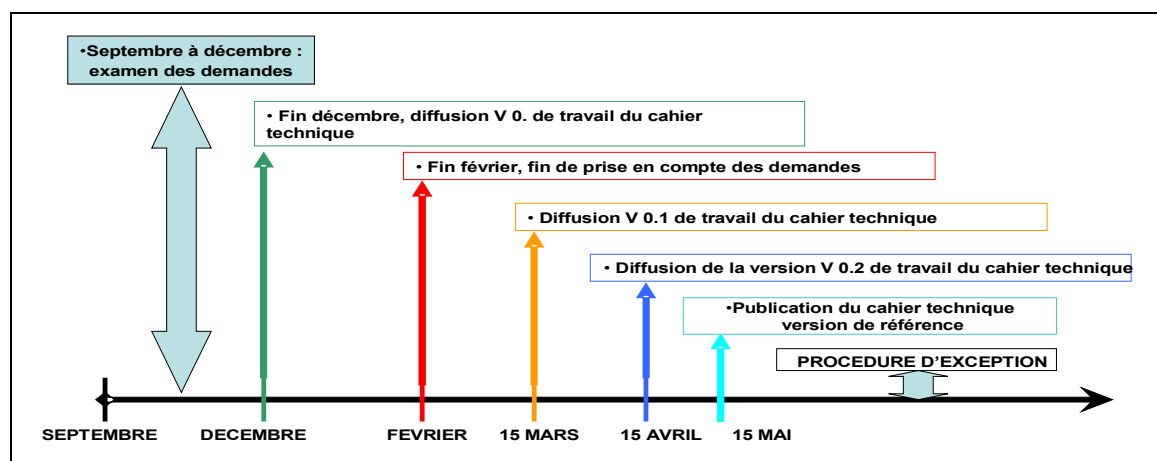 •Septembre à décembre :
examen des demandes
• Fin décembre, diffusion V 0. de travail du cahier
technique
• Fin février, fin de prise en compte des demandes
• Diffusion V 0.1 de travail du cahier technique
• Diffusion de la version V 0.2 de travail du cahier technique
•Publication du cahier technique
version de référence
PROCEDURE D’EXCEPTION
SEPTEMBRE DECEMBRE FEVRIER 15 MARS 15 AVRIL 15 MAI